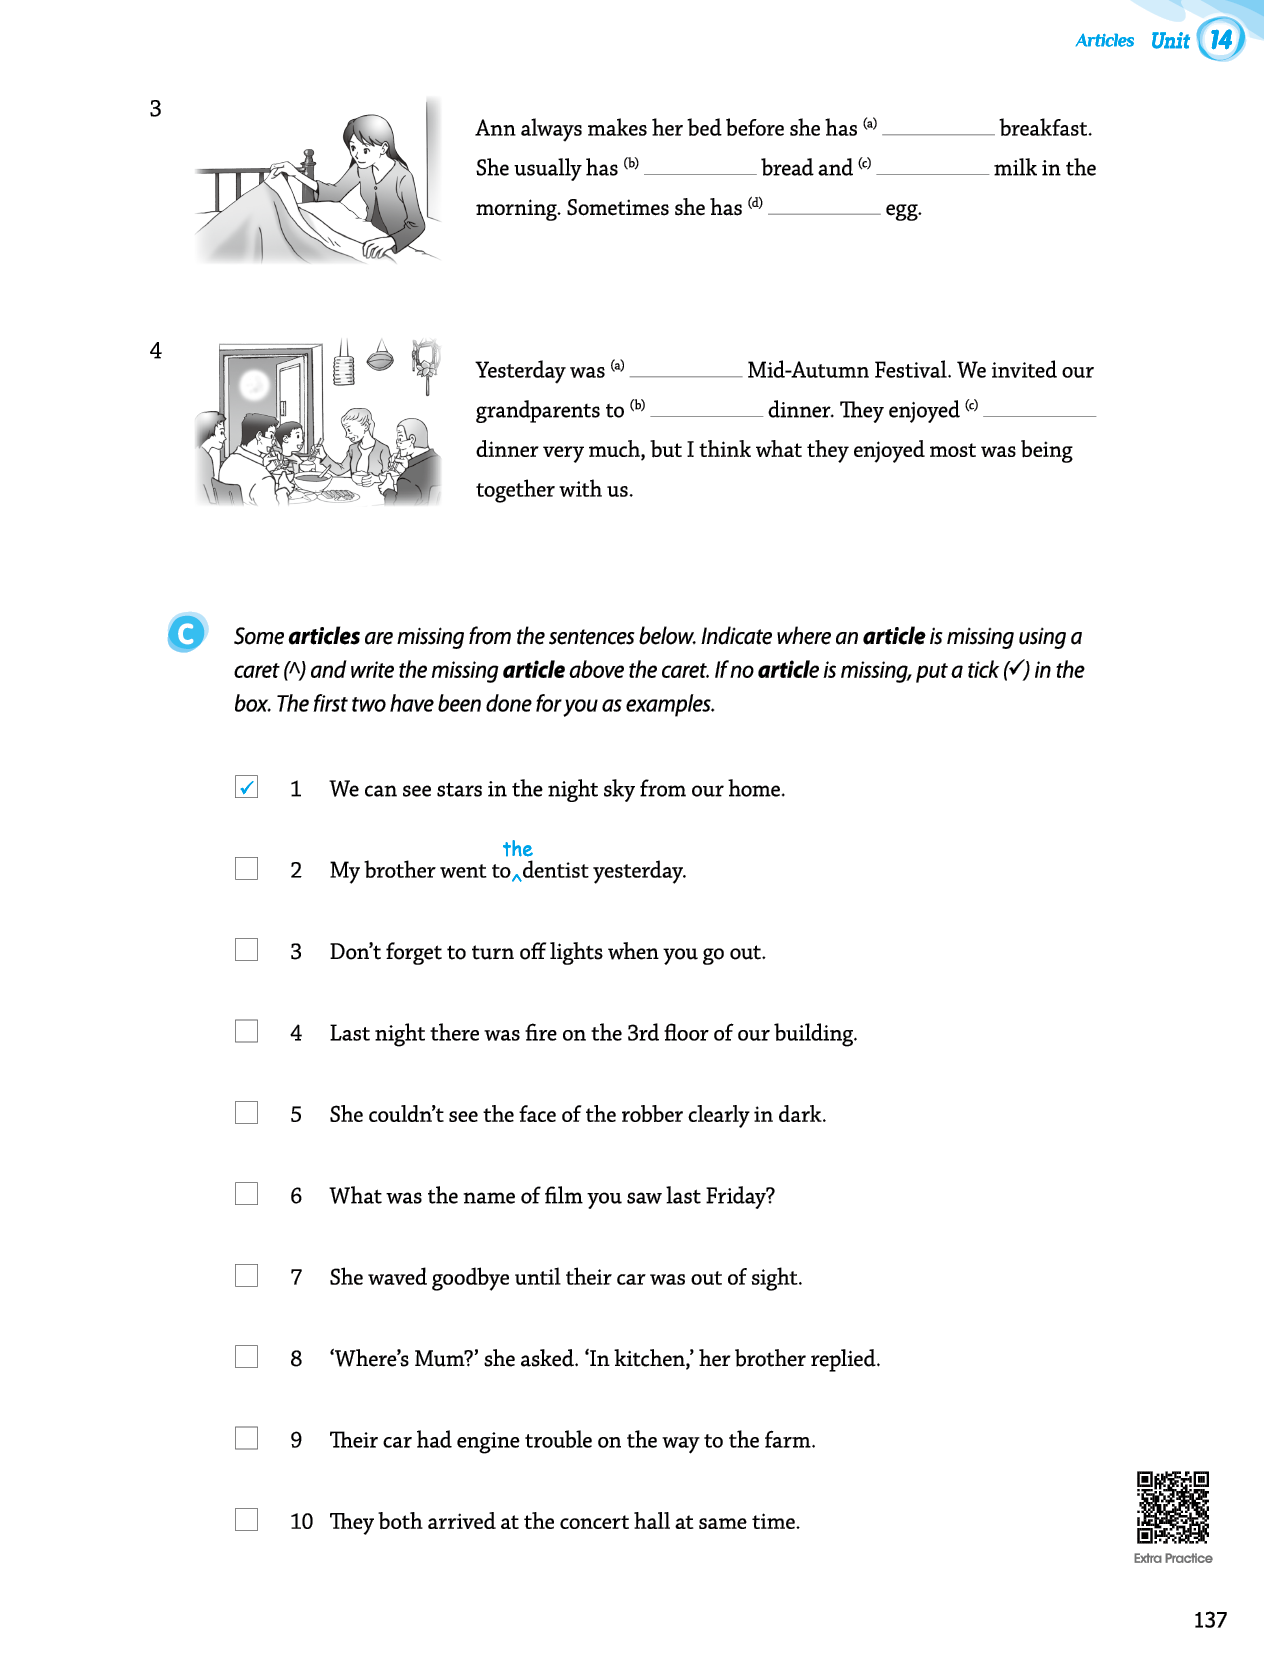 Articles Unit 14
3
Ann always makes her bed before she has (a) __________ breakfast.
She usually has (b) __________ bread and (c) __________ milk in the
morning. Sometimes she has (d) __________ egg.
4
Yesterday was (a) __________ Mid-Autumn Festival. We invited our
grandparents to (b) __________ dinner. They enjoyed (c) __________
dinner very much, but I think what they enjoyed most was being
together with us.
C Some articles are missing from the sentences below. Indicate where an article is missing using a
caret (^) and write the missing article above the caret. If no article is missing, put a tick (✓) in the
box. The first two have been done for you as examples.
✓ 1 We can see stars in the night sky from our home.
the
2 My brother went to ^ dentist yesterday.
3 Don’t forget to turn off lights when you go out.
4 Last night there was fire on the 3rd floor of our building.
5 She couldn’t see the face of the robber clearly in dark.
6 What was the name of film you saw last Friday?
7 She waved goodbye until their car was out of sight.
8 ‘Where’s Mum?’ she asked. ‘In kitchen,’ her brother replied.
9 Their car had engine trouble on the way to the farm.
10 They both arrived at the concert hall at same time.
Extra Practice
137